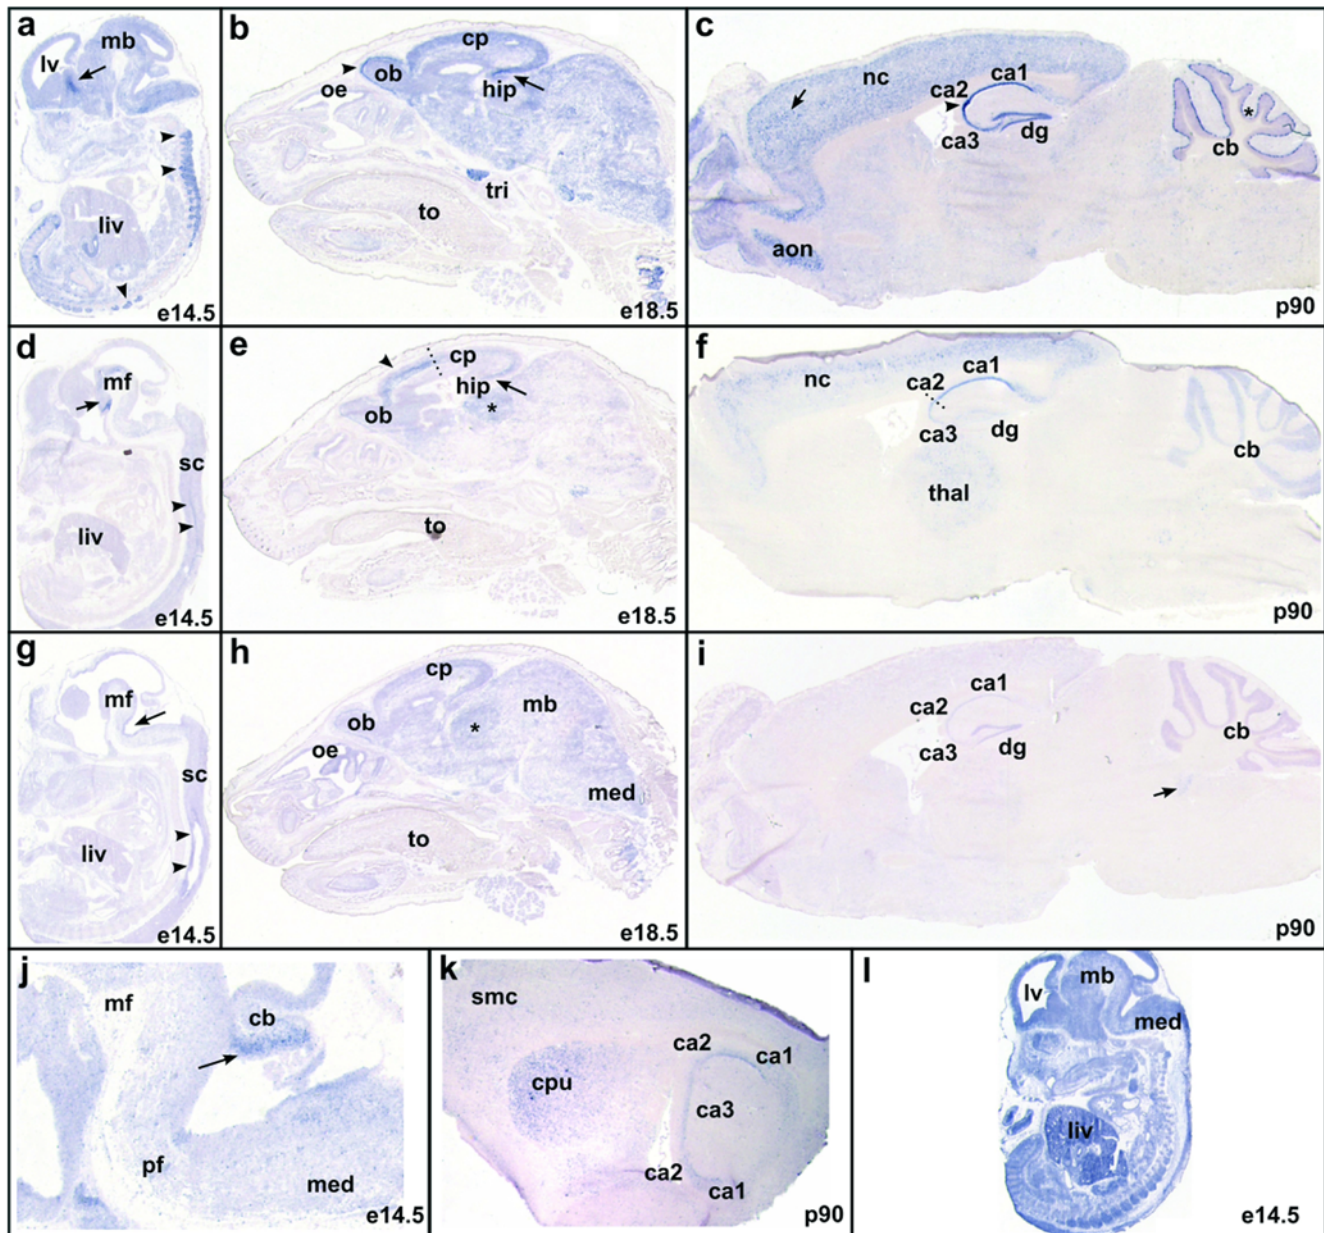 a
mb
lv
liv
e14.5
b
cp
ob
oe
hip
tri
to
e18.5
c
nc
ca1
ca2
dg
ca3
cb
*
aon
p90
d
mf
sc
liv
e14.5
e
cp
hip
*
ob
to
e18.5
f
nc
ca1
ca2
ca3
dg
cb
thal
p90
g
mf
sc
liv
e14.5
h
cp
mb
ob
*
oe
med
to
e18.5
i
ca1
ca2
ca3
dg
cb
p90
j
mf
cb
pf
med
e14.5
k
smc
ca2
ca1
cpu
ca3
ca2
ca1
p90
l
mb
lv
med
liv
e14.5